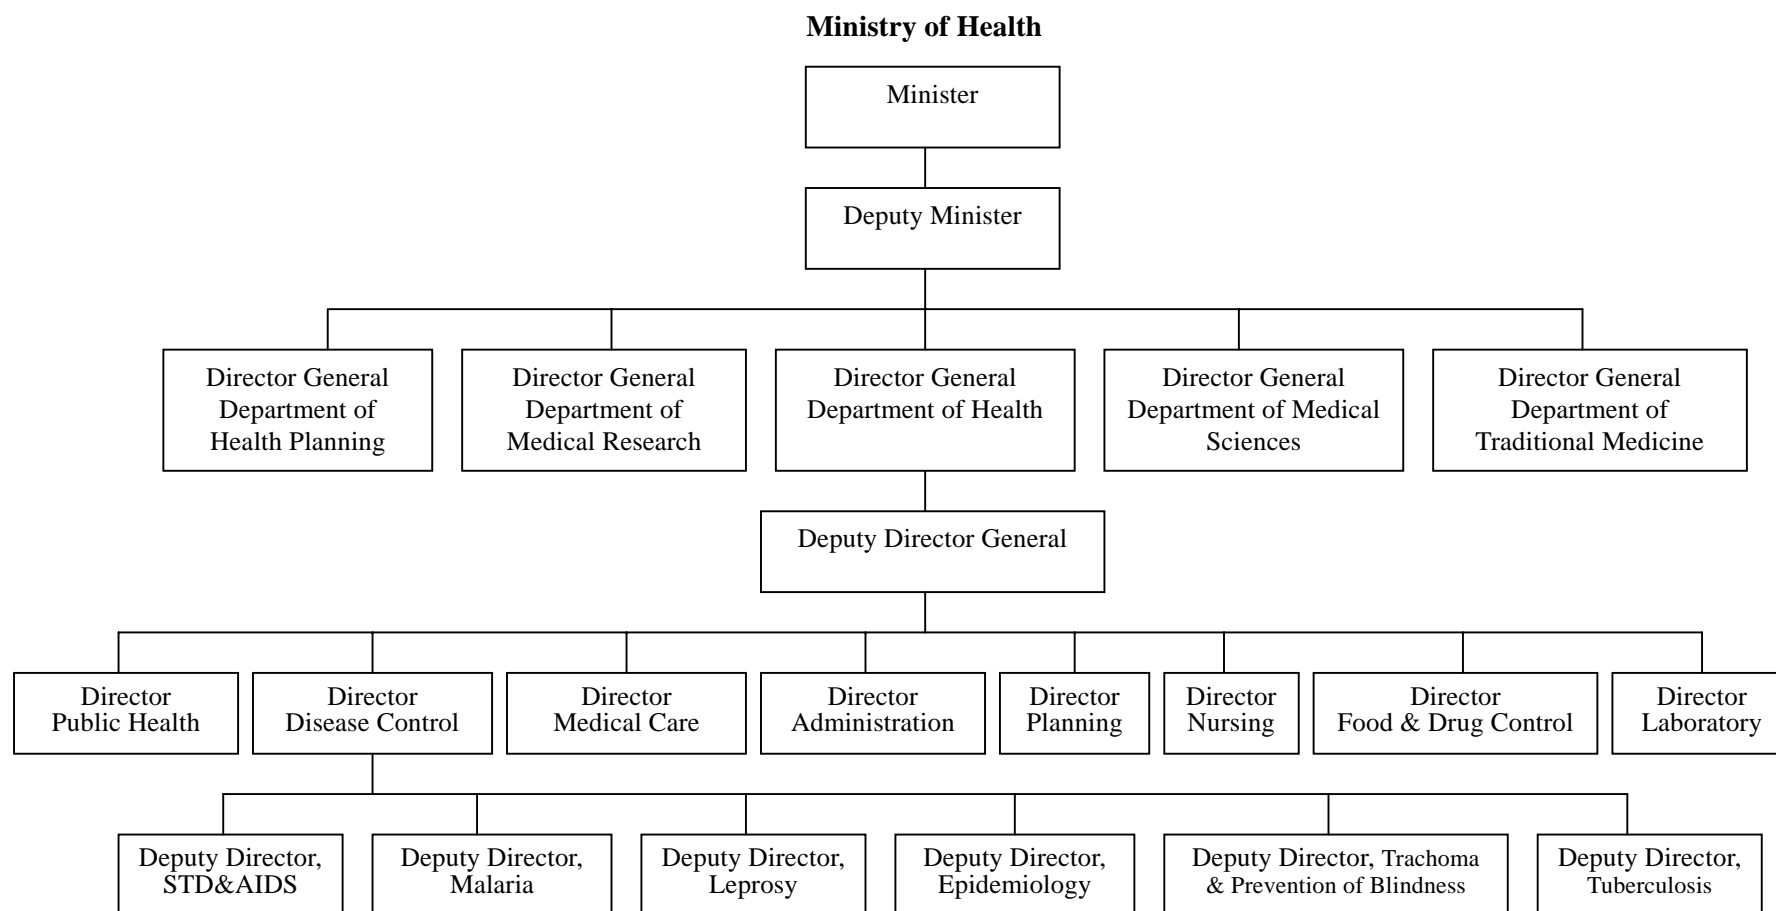 Ministry of Health
Minister
Deputy Minister
Director General
Department of
Health Planning
Director General
Department of
Medical Research
Director General
Department of Health
Director General
Department of Medical
Sciences
Director General
Department of
Traditional Medicine
Deputy Director General
Director
Public Health
Director
Disease Control
Director
Medical Care
Director
Administration
Director
Planning
Director
Nursing
Director
Food & Drug Control
Director
Laboratory
Deputy Director,
STD&AIDS
Deputy Director,
Malaria
Deputy Director,
Leprosy
Deputy Director,
Epidemiology
Deputy Director, Trachoma
& Prevention of Blindness
Deputy Director,
Tuberculosis